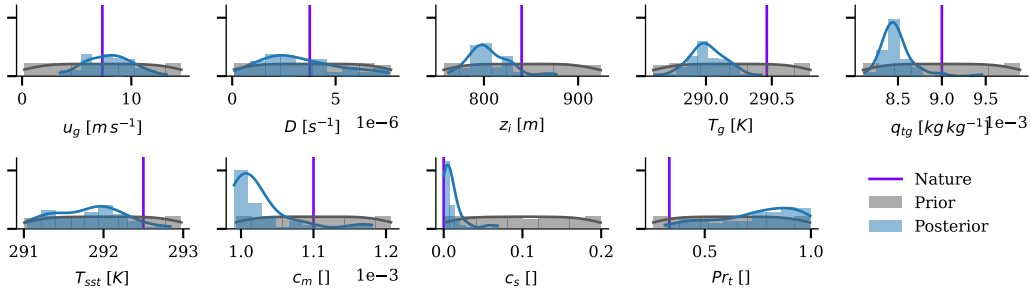 0 10
u_g [m s⁻¹]
0 5
1e−6
D [s⁻¹]
800 900
z_i [m]
290.0 290.5
T_g [K]
8.5 9.0 9.5
1e−3
q_tg [kg kg⁻¹]
291 292 293
T_sst [K]
1.0 1.1 1.2
1e−3
c_m []
0.0 0.1 0.2
c_s []
0.5 1.0
Pr_t []
Nature
Prior
Posterior